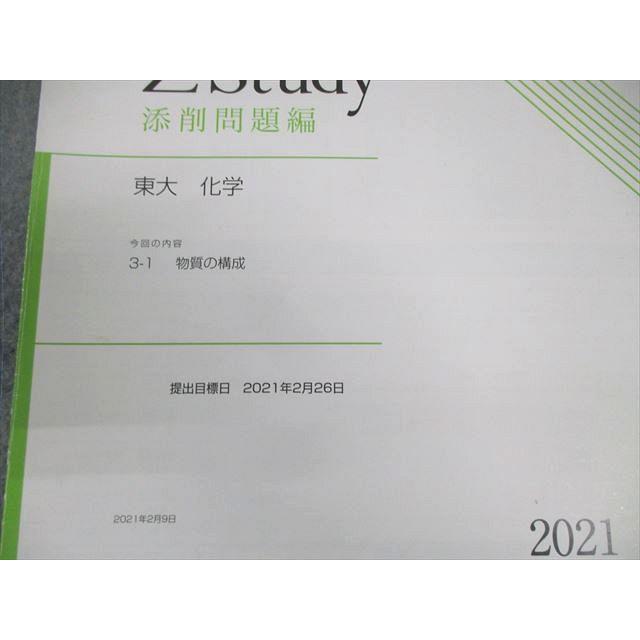 Z Study
添削問題編
東大 化学
今回の内容
3-1 物質の構成
提出目標日 2021年2月26日
2021年2月9日
2021